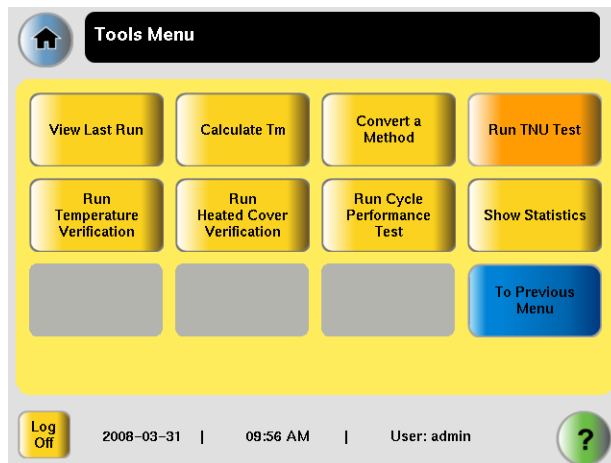 Tools Menu
View Last Run
Calculate Tm
Convert a
Method
Run TNU Test
Run
Temperature
Verification
Run
Heated Cover
Verification
Run Cycle
Performance
Test
Show Statistics
To Previous
Menu
Log
Off
2008-03-31 | 09:56 AM | User: admin
?